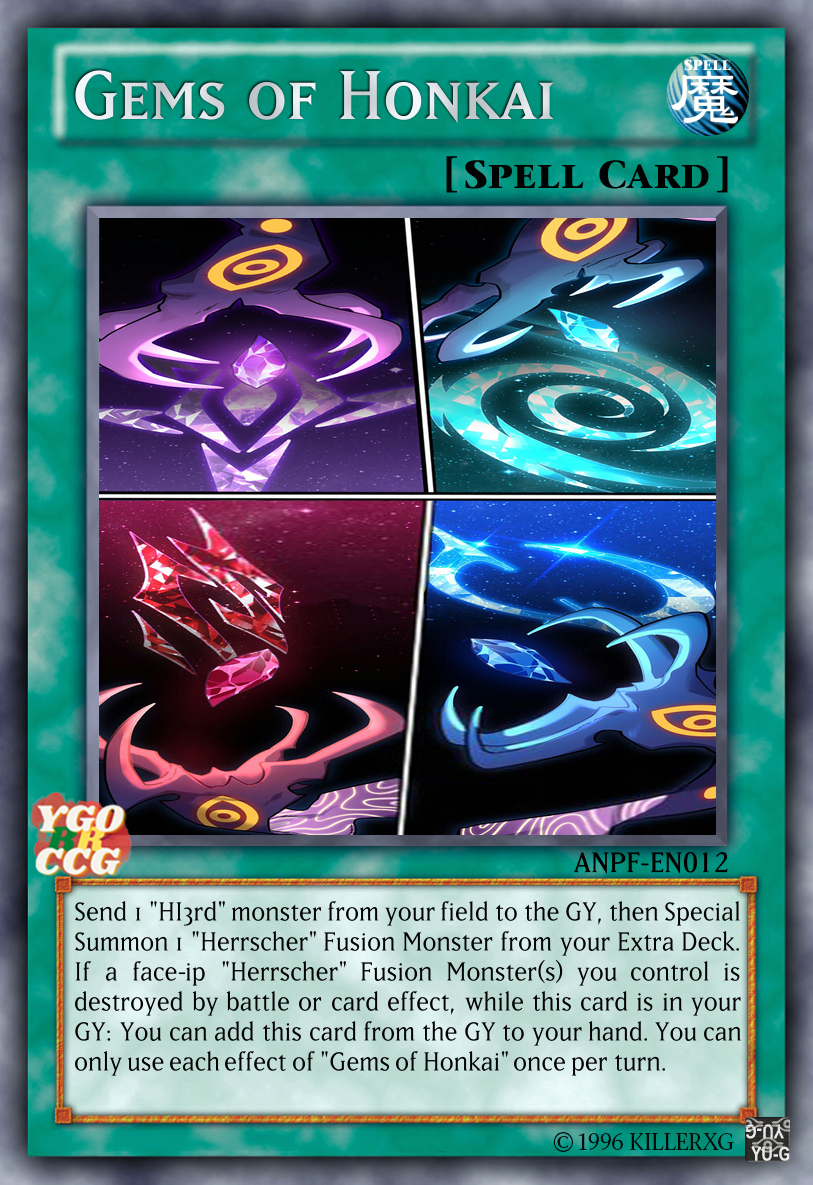 Gems of Honkai
SPELL
魔
[Spell Card]
YGO
BR
CCG
ANPF-EN012
Send 1 "HI3rd" monster from your field to the GY, then Special
Summon 1 "Herrscher" Fusion Monster from your Extra Deck.
If a face-ip "Herrscher" Fusion Monster(s) you control is
destroyed by battle or card effect, while this card is in your
GY: You can add this card from the GY to your hand. You can
only use each effect of "Gems of Honkai" once per turn.
© 1996 KILLERXG
YU-G